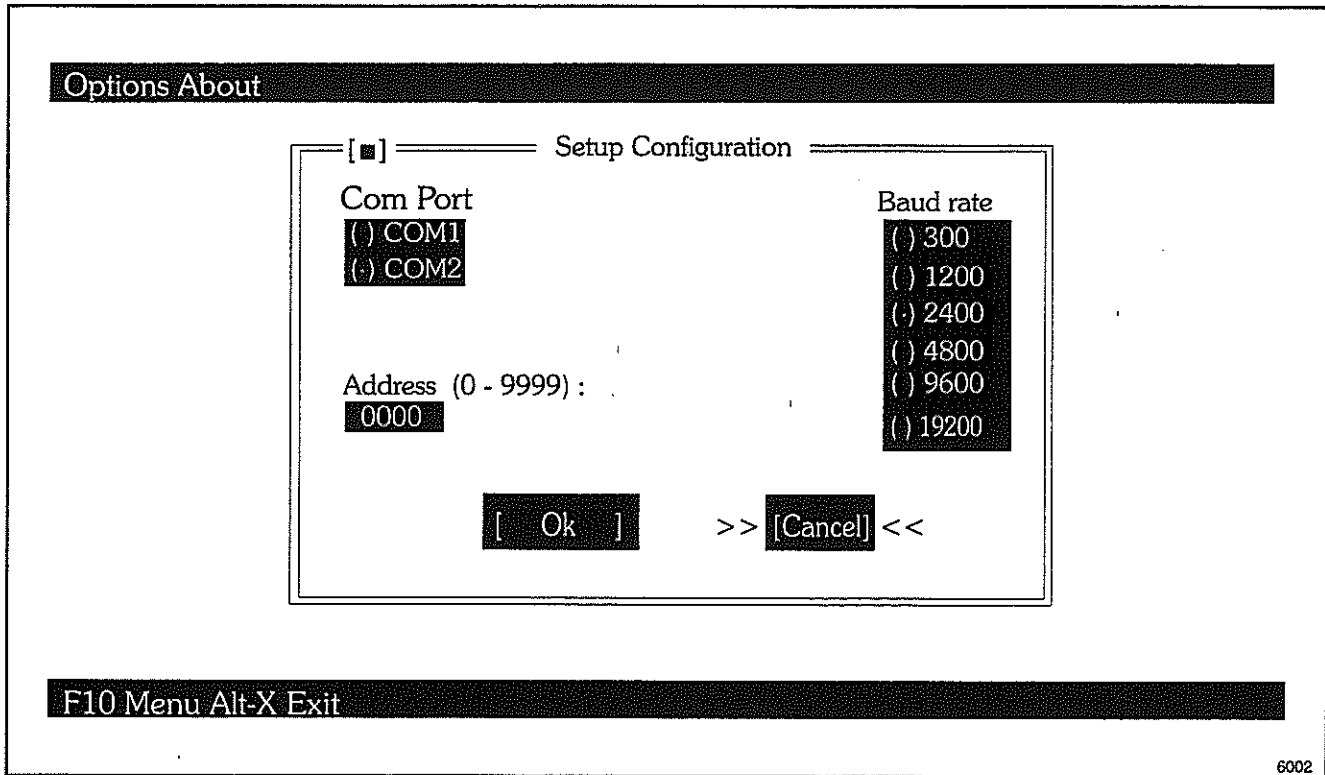 Options About
[■] Setup Configuration
Com Port
( ) COM1
(·) COM2
Baud rate
( ) 300
( ) 1200
(·) 2400
( ) 4800
( ) 9600
( ) 19200
Address (0 - 9999) :
0000
[ Ok ] >> [Cancel] <<
F10 Menu Alt-X Exit
6002